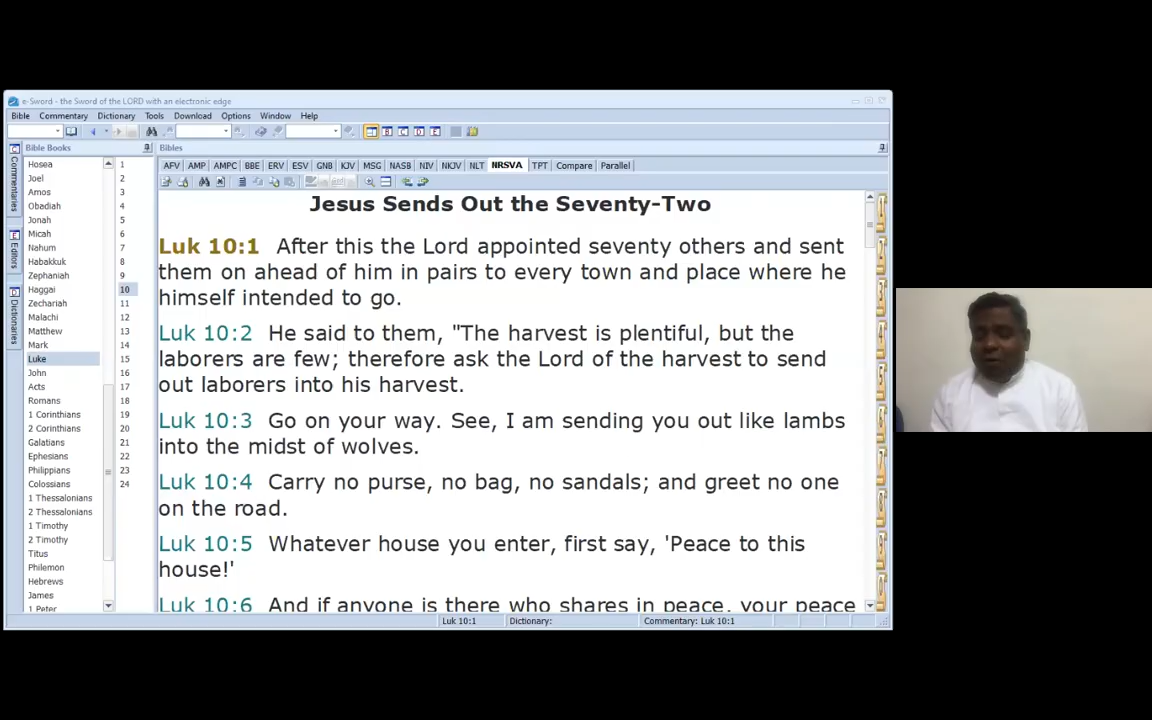 e-Sword - the Sword of the LORD with an electronic edge
Bible Commentary Dictionary Tools Download Options Window Help
Bible Books
Bibles
Commentaries
Editors
Dictionaries
Hosea
Joel
Amos
Obadiah
Jonah
Micah
Nahum
Habakkuk
Zephaniah
Haggai
Zechariah
Malachi
Matthew
Mark
Luke
John
Acts
Romans
1 Corinthians
2 Corinthians
Galatians
Ephesians
Philippians
Colossians
1 Thessalonians
2 Thessalonians
1 Timothy
2 Timothy
Titus
Philemon
Hebrews
James
1 Peter
1
2
3
4
5
6
7
8
9
10
11
12
13
14
15
16
17
18
19
20
21
22
23
24
AFV AMP AMPC BBE ERV ESV GNB KJV MSG NASB NIV NKJV NLT NRSVA TPT Compare Parallel
Jesus Sends Out the Seventy-Two
Luk 10:1 After this the Lord appointed seventy others and sent
them on ahead of him in pairs to every town and place where he
himself intended to go.
Luk 10:2 He said to them, "The harvest is plentiful, but the
laborers are few; therefore ask the Lord of the harvest to send
out laborers into his harvest.
Luk 10:3 Go on your way. See, I am sending you out like lambs
into the midst of wolves.
Luk 10:4 Carry no purse, no bag, no sandals; and greet no one
on the road.
Luk 10:5 Whatever house you enter, first say, 'Peace to this
house!'
Luk 10:6 And if anyone is there who shares in peace, your peace
Luk 10:1 Dictionary: Commentary: Luk 10:1